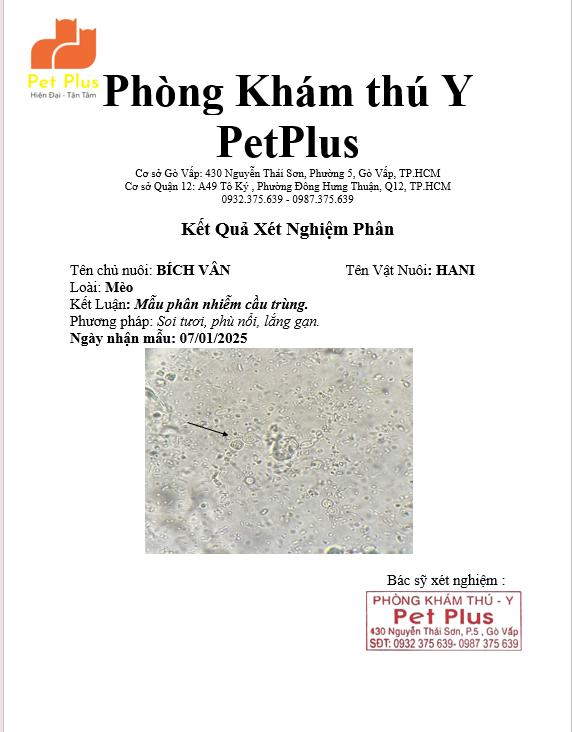 Pet Plus
Hiện Đại - Tận Tâm
Phòng Khám thú Y
PetPlus
Cơ sở Gò Vấp: 430 Nguyễn Thái Sơn, Phường 5, Gò Vấp, TP.HCM
Cơ sở Quận 12: A49 Tô Ký , Phường Đông Hưng Thuận, Q12, TP.HCM
0932.375.639 - 0987.375.639
Kết Quả Xét Nghiệm Phân
Tên chủ nuôi: BÍCH VÂN Tên Vật Nuôi: HANI
Loài: Mèo
Kết Luận: Mẫu phân nhiễm cầu trùng.
Phương pháp: Soi tươi, phù nổi, lắng gạn.
Ngày nhận mẫu: 07/01/2025
Bác sỹ xét nghiệm :
PHÒNG KHÁM THÚ - Y
Pet Plus
430 Nguyễn Thái Sơn, P.5 , Gò Vấp
SĐT: 0932 375 639- 0987 375 639